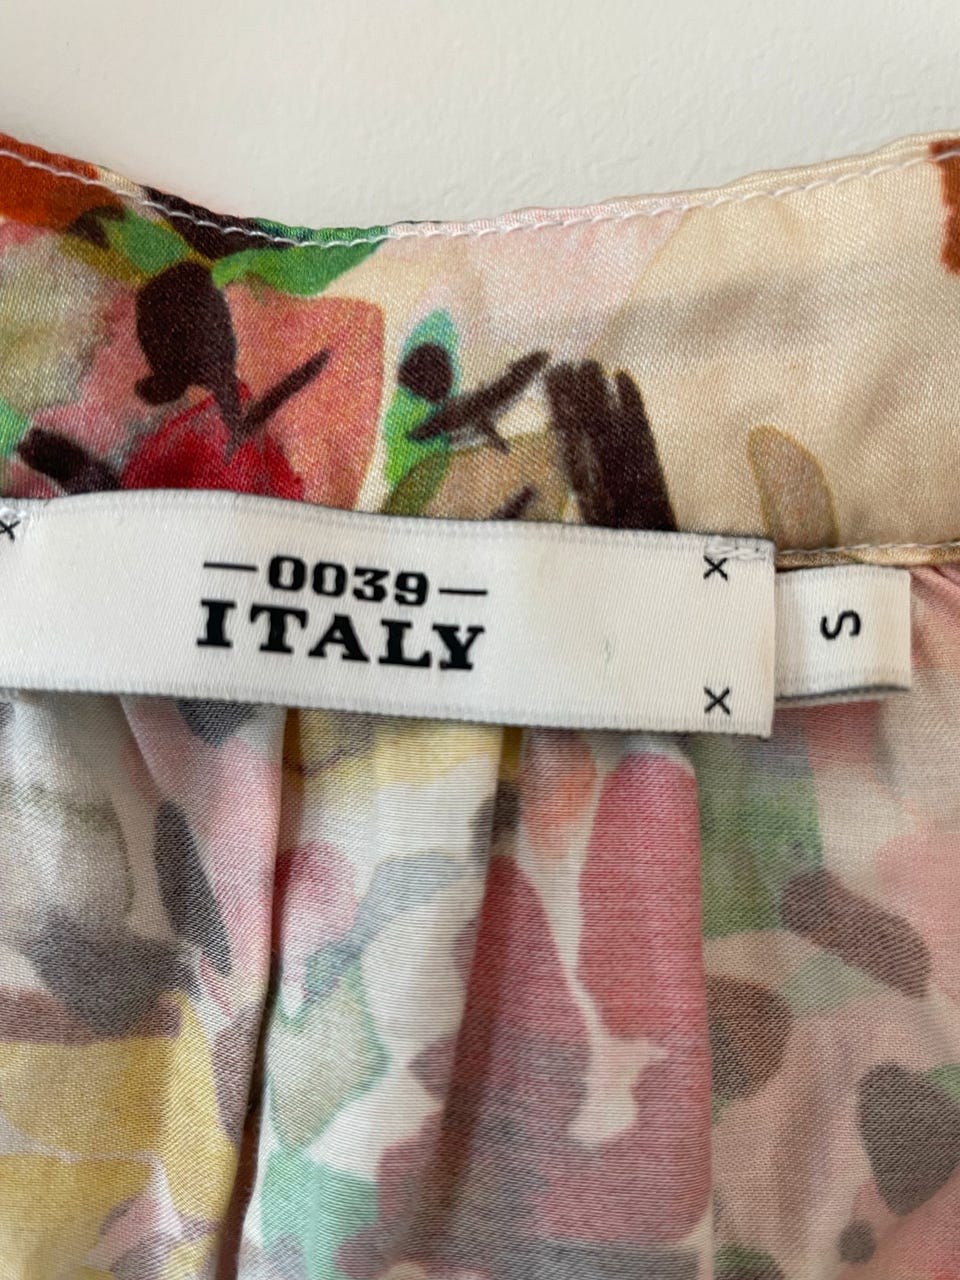 —0039—
ITALY
S